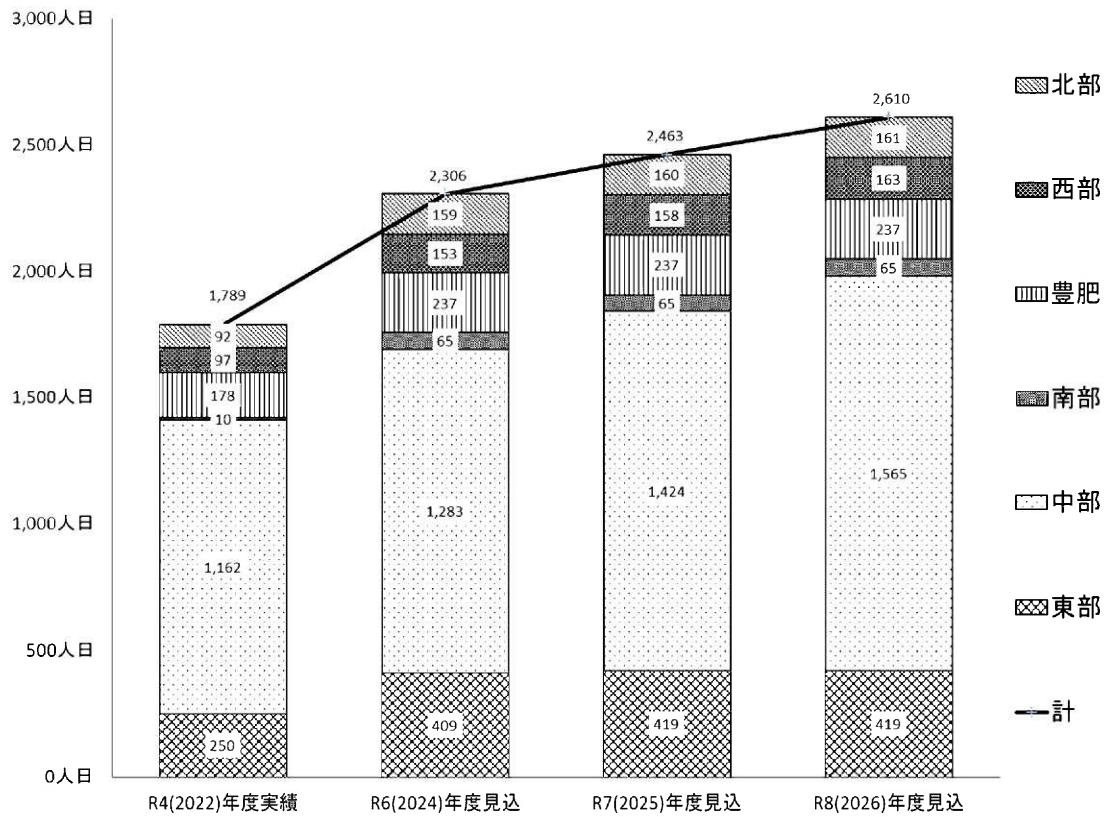 3,000人日
2,500人日
2,000人日
1,500人日
1,000人日
500人日
0人日
1,789
92
97
178
10
1,162
250
2,306
159
153
237
65
1,283
409
2,463
160
158
237
65
1,424
419
2,610
161
163
237
65
1,565
419
R4(2022)年度実績
R6(2024)年度見込
R7(2025)年度見込
R8(2026)年度見込
北部
西部
豊肥
南部
中部
東部
計